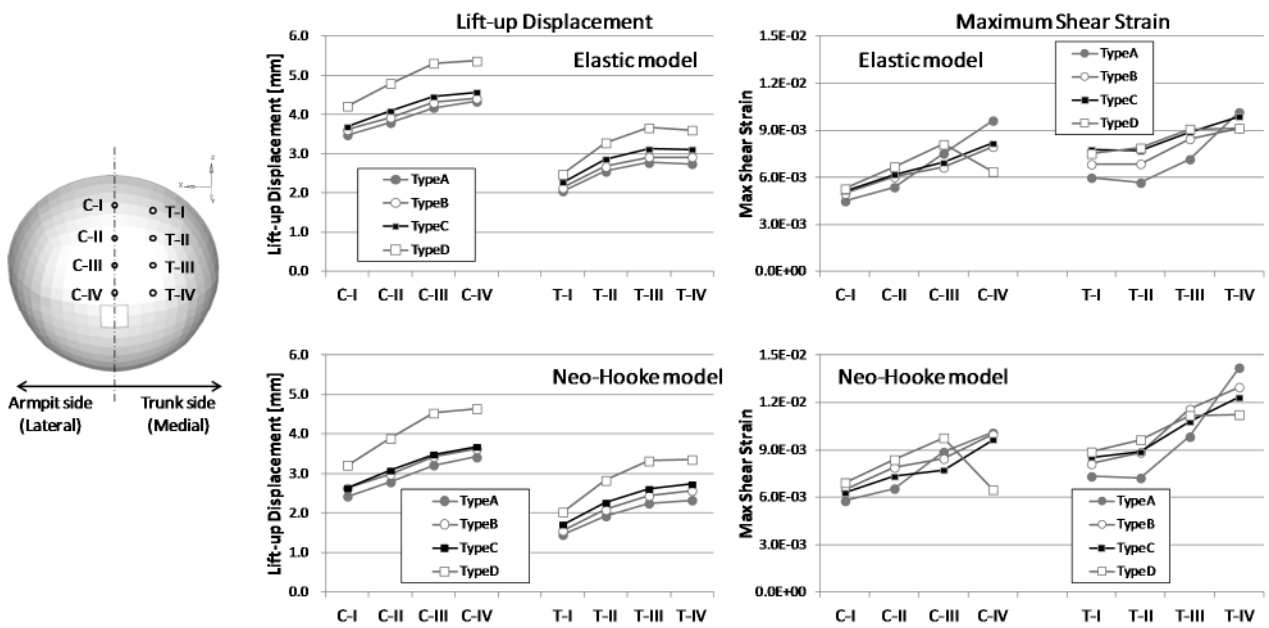 Lift-up Displacement
Maximum Shear Strain
z
x
Y
C-I
T-I
C-II
T-II
C-III
T-III
C-IV
T-IV
Armpit side
(Lateral)
Trunk side
(Medial)
Elastic model
Lift-up Displacement [mm]
6.0
5.0
4.0
3.0
2.0
1.0
0.0
TypeA
TypeB
TypeC
TypeD
C-I C-II C-III C-IV T-I T-II T-III T-IV
Elastic model
Max Shear Strain
1.5E-02
1.2E-02
9.0E-03
6.0E-03
3.0E-03
0.0E+00
TypeA
TypeB
TypeC
TypeD
C-I C-II C-III C-IV T-I T-II T-III T-IV
Neo-Hooke model
Lift-up Displacement [mm]
6.0
5.0
4.0
3.0
2.0
1.0
0.0
TypeA
TypeB
TypeC
TypeD
C-I C-II C-III C-IV T-I T-II T-III T-IV
Neo-Hooke model
Max Shear Strain
1.5E-02
1.2E-02
9.0E-03
6.0E-03
3.0E-03
0.0E+00
TypeA
TypeB
TypeC
TypeD
C-I C-II C-III C-IV T-I T-II T-III T-IV